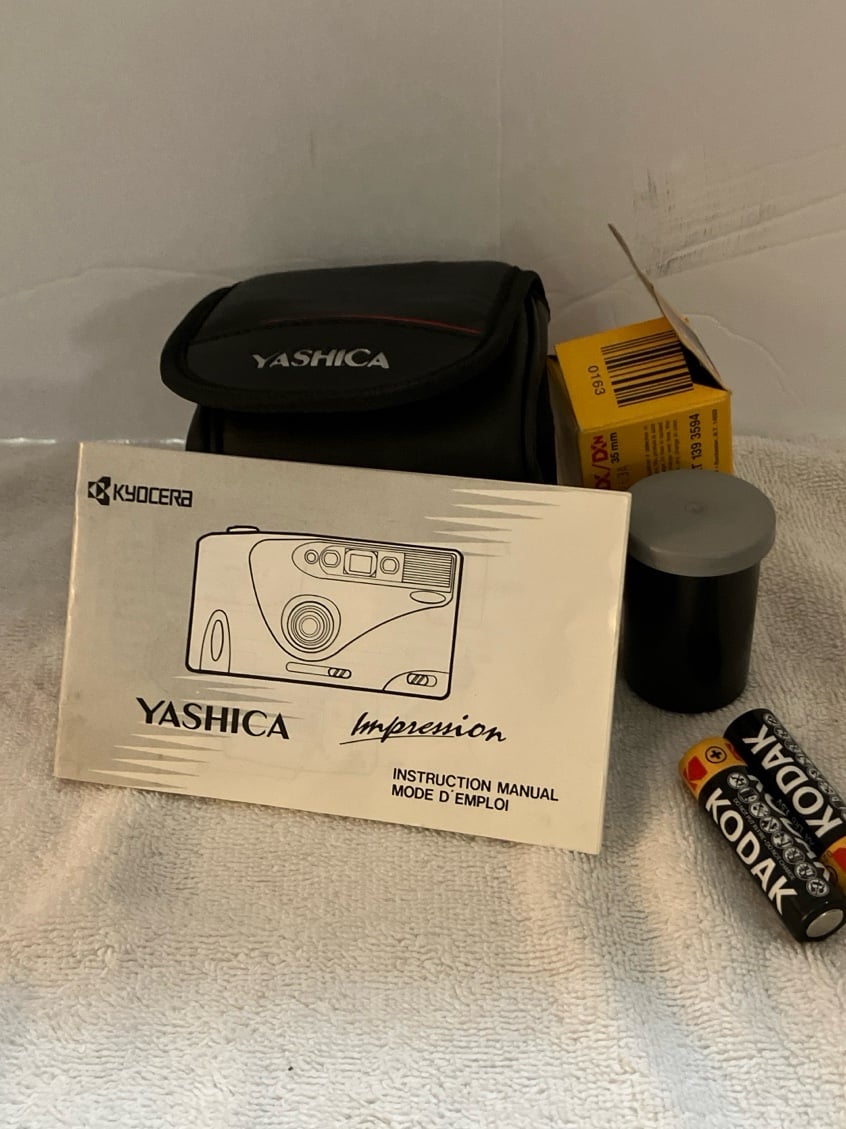 YASHICA
0163
35 mm
139 3594
KYOCERA
YASHICA
Impression
INSTRUCTION MANUAL
MODE D'EMPLOI
KODAK
KODAK